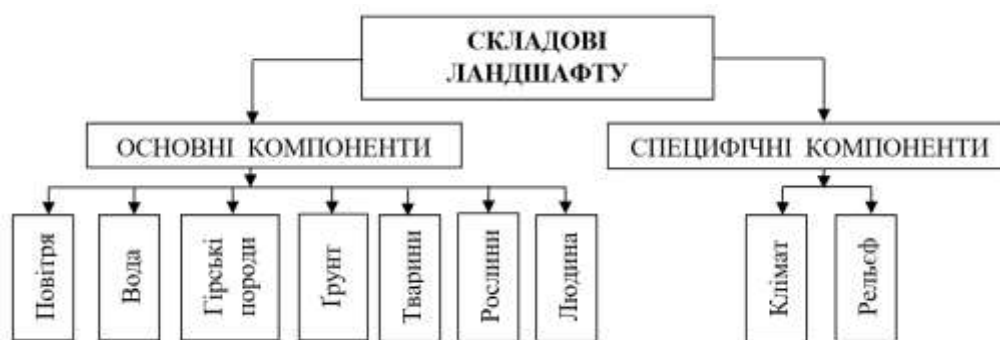 СКЛАДОВІ
ЛАНДШАФТУ
ОСНОВНІ КОМПОНЕНТИ
СПЕЦИФІЧНІ КОМПОНЕНТИ
Повітря
Вода
Гірські
породи
Ґрунт
Тварини
Рослини
Людина
Клімат
Рельєф